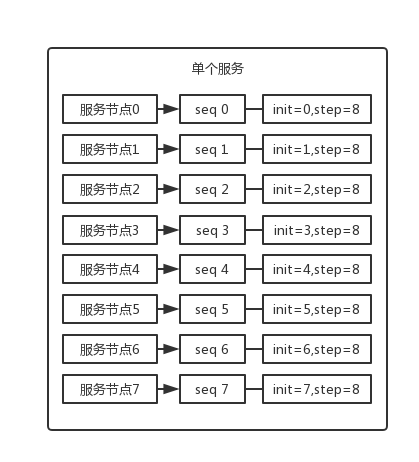 单个服务
服务节点0 seq 0 init=0,step=8
服务节点1 seq 1 init=1,step=8
服务节点2 seq 2 init=2,step=8
服务节点3 seq 3 init=3,step=8
服务节点4 seq 4 init=4,step=8
服务节点5 seq 5 init=5,step=8
服务节点6 seq 6 init=6,step=8
服务节点7 seq 7 init=7,step=8